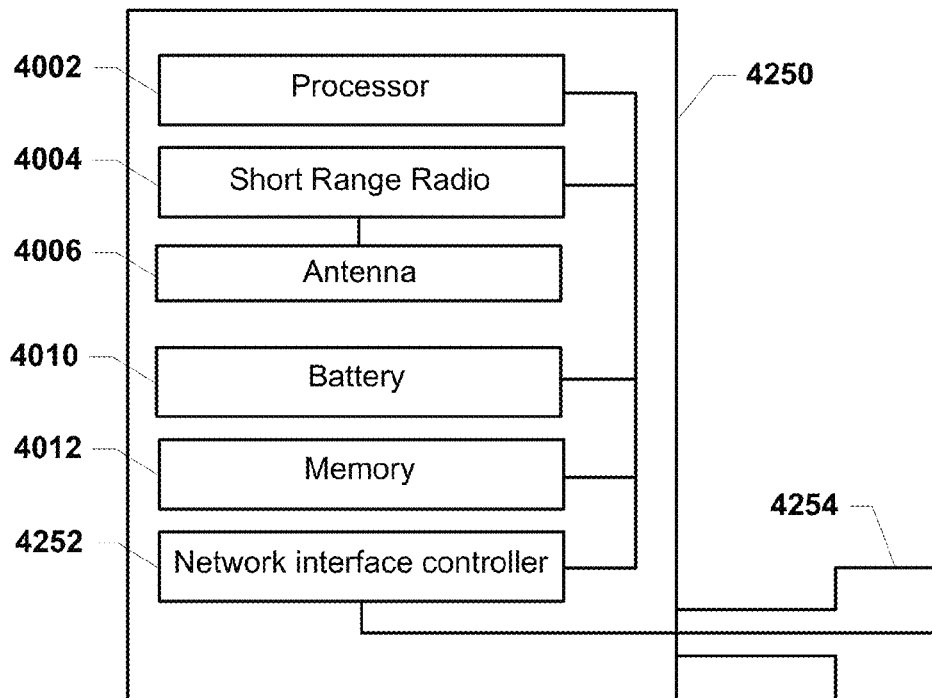 4002
Processor
4250
4004
Short Range Radio
4006
Antenna
4010
Battery
4012
Memory
4254
4252
Network interface controller